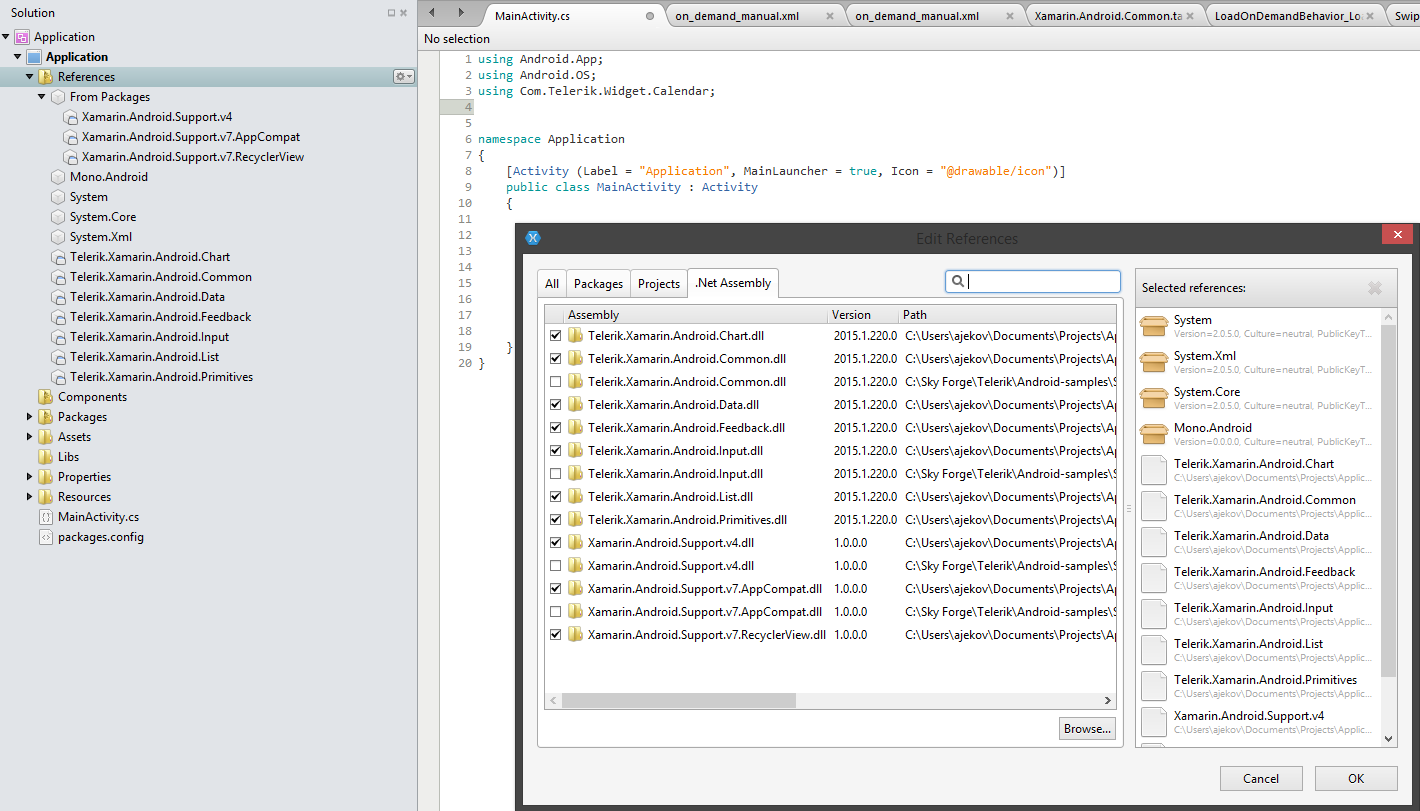 Solution
Application
Application
References
From Packages
Xamarin.Android.Support.v4
Xamarin.Android.Support.v7.AppCompat
Xamarin.Android.Support.v7.RecyclerView
Mono.Android
System
System.Core
System.Xml
Telerik.Xamarin.Android.Chart
Telerik.Xamarin.Android.Common
Telerik.Xamarin.Android.Data
Telerik.Xamarin.Android.Feedback
Telerik.Xamarin.Android.Input
Telerik.Xamarin.Android.List
Telerik.Xamarin.Android.Primitives
Components
Packages
Assets
Libs
Properties
Resources
MainActivity.cs
packages.config
MainActivity.cs on_demand_manual.xml on_demand_manual.xml Xamarin.Android.Common.ta LoadOnDemandBehavior_Lo Swip
No selection
1 using Android.App;
2 using Android.OS;
3 using Com.Telerik.Widget.Calendar;
4
5
6 namespace Application
7 {
8 [Activity (Label = "Application", MainLauncher = true, Icon = "@drawable/icon")]
9 public class MainActivity : Activity
10 {
11
12
13
14
15
16
17
18
19 }
20 }
Edit References
All Packages Projects .Net Assembly
Assembly Version Path
Telerik.Xamarin.Android.Chart.dll 2015.1.220.0 C:\Users\ajekov\Documents\Projects\Ap
Telerik.Xamarin.Android.Common.dll 2015.1.220.0 C:\Users\ajekov\Documents\Projects\Ap
Telerik.Xamarin.Android.Common.dll 2015.1.220.0 C:\Sky Forge\Telerik\Android-samples\S
Telerik.Xamarin.Android.Data.dll 2015.1.220.0 C:\Users\ajekov\Documents\Projects\Ap
Telerik.Xamarin.Android.Feedback.dll 2015.1.220.0 C:\Users\ajekov\Documents\Projects\Ap
Telerik.Xamarin.Android.Input.dll 2015.1.220.0 C:\Users\ajekov\Documents\Projects\Ap
Telerik.Xamarin.Android.Input.dll 2015.1.220.0 C:\Sky Forge\Telerik\Android-samples\S
Telerik.Xamarin.Android.List.dll 2015.1.220.0 C:\Users\ajekov\Documents\Projects\Ap
Telerik.Xamarin.Android.Primitives.dll 2015.1.220.0 C:\Users\ajekov\Documents\Projects\Ap
Xamarin.Android.Support.v4.dll 1.0.0.0 C:\Users\ajekov\Documents\Projects\Ap
Xamarin.Android.Support.v4.dll 1.0.0.0 C:\Sky Forge\Telerik\Android-samples\S
Xamarin.Android.Support.v7.AppCompat.dll 1.0.0.0 C:\Users\ajekov\Documents\Projects\Ap
Xamarin.Android.Support.v7.AppCompat.dll 1.0.0.0 C:\Sky Forge\Telerik\Android-samples\S
Xamarin.Android.Support.v7.RecyclerView.dll 1.0.0.0 C:\Users\ajekov\Documents\Projects\Ap
Browse...
Selected references:
System
Version=2.0.5.0, Culture=neutral, PublicKeyT...
System.Xml
Version=2.0.5.0, Culture=neutral, PublicKeyT...
System.Core
Version=2.0.5.0, Culture=neutral, PublicKeyT...
Mono.Android
Version=0.0.0.0, Culture=neutral, PublicKeyT...
Telerik.Xamarin.Android.Chart
C:\Users\ajekov\Documents\Projects\Applic...
Telerik.Xamarin.Android.Common
C:\Users\ajekov\Documents\Projects\Applic...
Telerik.Xamarin.Android.Data
C:\Users\ajekov\Documents\Projects\Applic...
Telerik.Xamarin.Android.Feedback
C:\Users\ajekov\Documents\Projects\Applic...
Telerik.Xamarin.Android.Input
C:\Users\ajekov\Documents\Projects\Applic...
Telerik.Xamarin.Android.List
C:\Users\ajekov\Documents\Projects\Applic...
Telerik.Xamarin.Android.Primitives
C:\Users\ajekov\Documents\Projects\Applic...
Xamarin.Android.Support.v4
C:\Users\ajekov\Documents\Projects\Applic...
Cancel OK